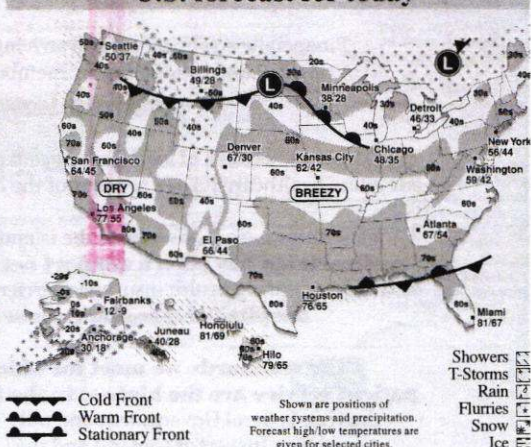 U.S. forecast for today
Seattle
50/37
Billings
49/28
Minneapolis
38/28
Detroit
46/33
New York
56/44
Washington
59/42
Chicago
48/35
Kansas City
62/42
Denver
67/30
San Francisco
64/45
DRY
BREEZY
Los Angeles
77/55
El Paso
66/44
Atlanta
67/54
Houston
76/65
Miami
81/67
Fairbanks
12/-9
Anchorage
30/18
Juneau
40/28
Honolulu
81/69
Hilo
79/65
L
L
Cold Front
Warm Front
Stationary Front
Shown are positions of
weather systems and precipitation.
Forecast high/low temperatures are
given for selected cities.
Showers
T-Storms
Rain
Flurries
Snow
Ice